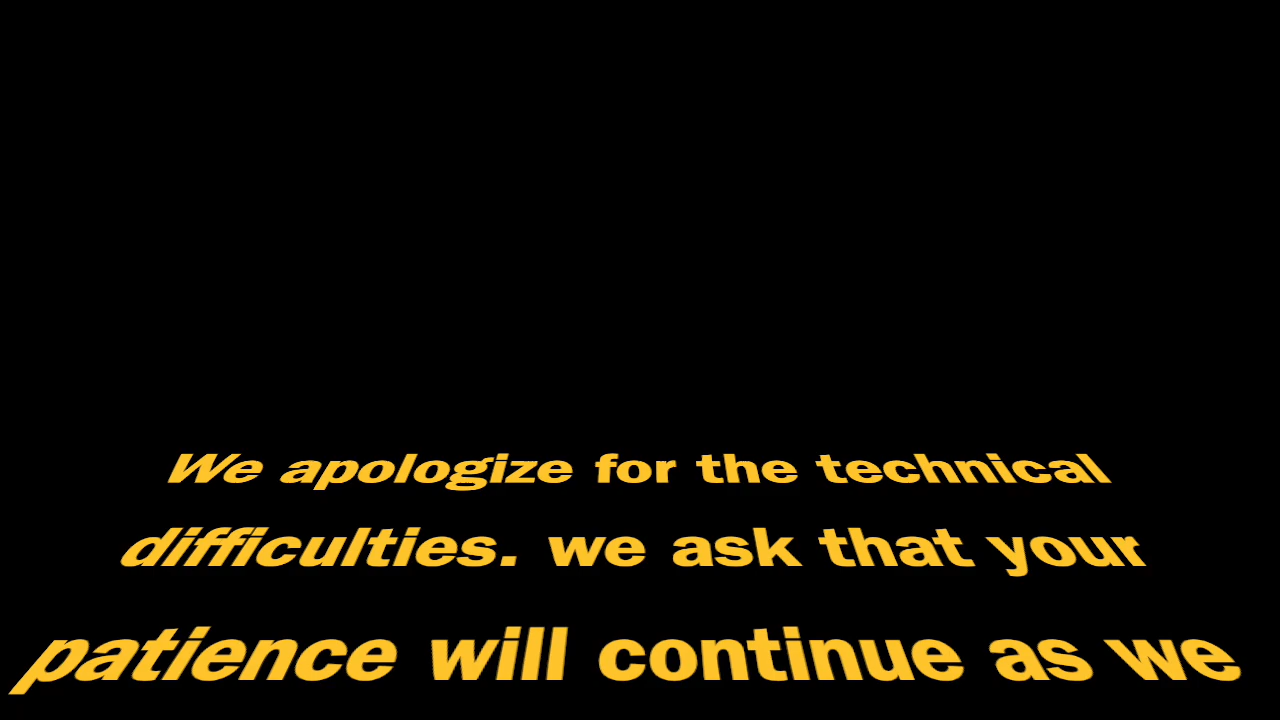 We apologize for the technical
difficulties. we ask that your
patience will continue as we